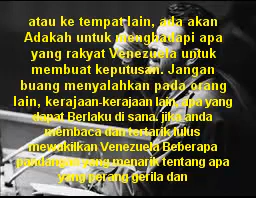 atau ke tempat lain, ada akan
Adakah untuk menghadapi apa
yang rakyat Venezuela untuk
membuat keputusan. Jangan
buang menyalahkan pada orang
lain, kerajaan-kerajaan lain, apa yang
dapat Berlaku di sana. jika anda
membaca dan tertarik lulus
mewakilkan Venezuela Beberapa
pandangan yang menarik tentang apa
yang perang gerila dan